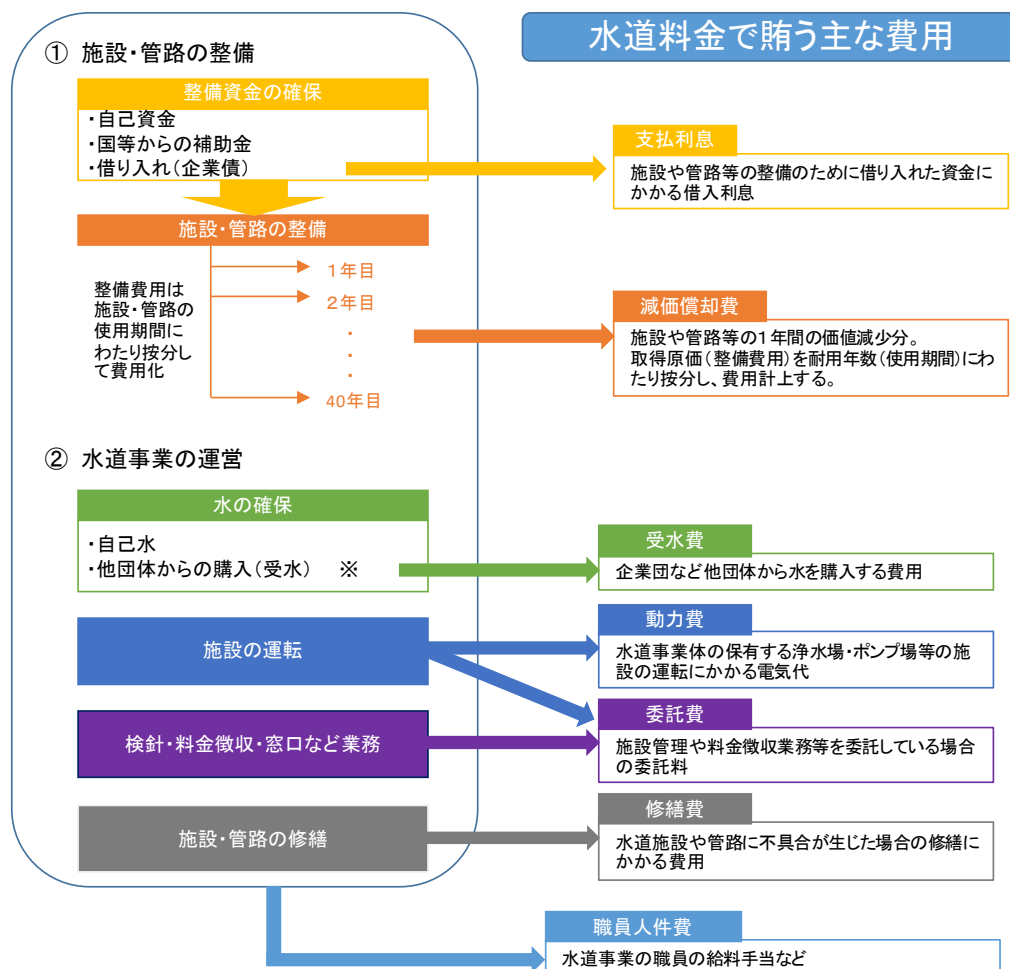 水道料金で賄う主な費用
① 施設・管路の整備
整備資金の確保
・自己資金
・国等からの補助金
・借り入れ(企業債)
支払利息
施設や管路等の整備のために借り入れた資金に
かかる借入利息
施設・管路の整備
整備費用は
施設・管路の
使用期間に
わたり按分し
て費用化
1年目
2年目
・
・
・
40年目
減価償却費
施設や管路等の1年間の価値減少分。
取得原価(整備費用)を耐用年数(使用期間)にわ
たり按分し、費用計上する。
② 水道事業の運営
水の確保
・自己水
・他団体からの購入(受水) ※
受水費
企業団など他団体から水を購入する費用
施設の運転
動力費
水道事業体の保有する浄水場・ポンプ場等の施
設の運転にかかる電気代
検針・料金徴収・窓口など業務
委託費
施設管理や料金徴収業務等を委託している場合
の委託料
施設・管路の修繕
修繕費
水道施設や管路に不具合が生じた場合の修繕に
かかる費用
職員人件費
水道事業の職員の給料手当など